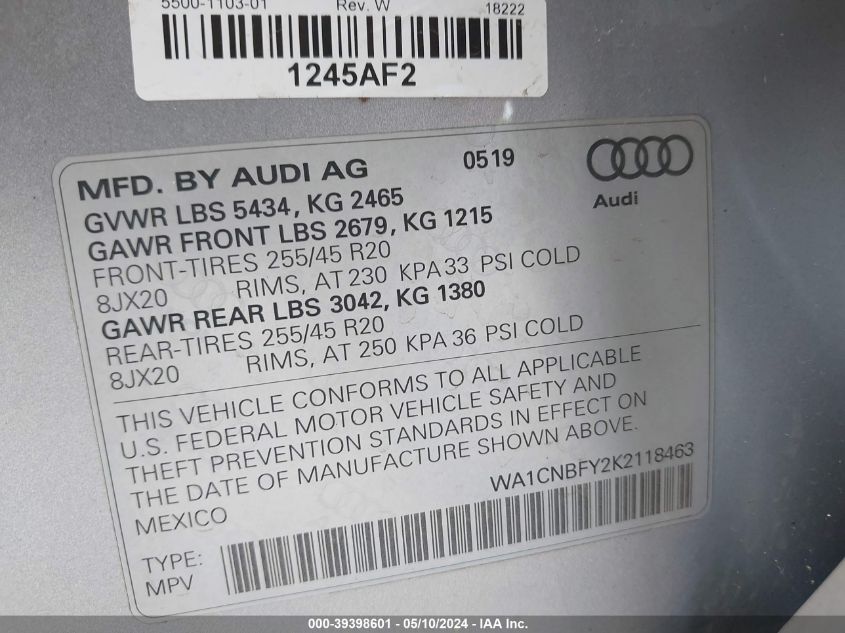 5500-1103-01 Rev. W 18222
1245AF2
MFD. BY AUDI AG 0519
Audi
GVWR LBS 5434, KG 2465
GAWR FRONT LBS 2679, KG 1215
FRONT-TIRES 255/45 R20
8JX20 RIMS, AT 230 KPA 33 PSI COLD
GAWR REAR LBS 3042, KG 1380
REAR-TIRES 255/45 R20
8JX20 RIMS, AT 250 KPA 36 PSI COLD
THIS VEHICLE CONFORMS TO ALL APPLICABLE
U.S. FEDERAL MOTOR VEHICLE SAFETY AND
THEFT PREVENTION STANDARDS IN EFFECT ON
THE DATE OF MANUFACTURE SHOWN ABOVE.
MEXICO WA1CNBFY2K2118463
TYPE:
MPV
000-39398601 - 05/10/2024 - IAA Inc.